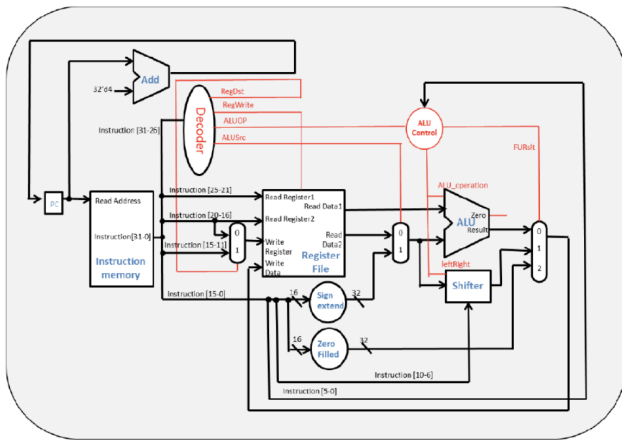 Add
32'd4
Instruction [31-26]
Decoder
RegDst
RegWrite
ALUOP
ALUSrc
ALU
Control
FURslt
PC
Read Address
Instruction[31-0]
Instruction
memory
Instruction [25-21]
Instruction [20-16]
Instruction [15-11]
Instruction [15-0]
0
1
Read Register1
Read Data1
Read Register2
Write
Register
Write
Data
Read
Data2
Register
File
0
1
ALU_operation
ALU
Zero
Result
leftRight
Shifter
0
1
2
16
Sign
extend
32
16
Zero
Filled
32
Instruction [10-6]
Instruction [5-0]